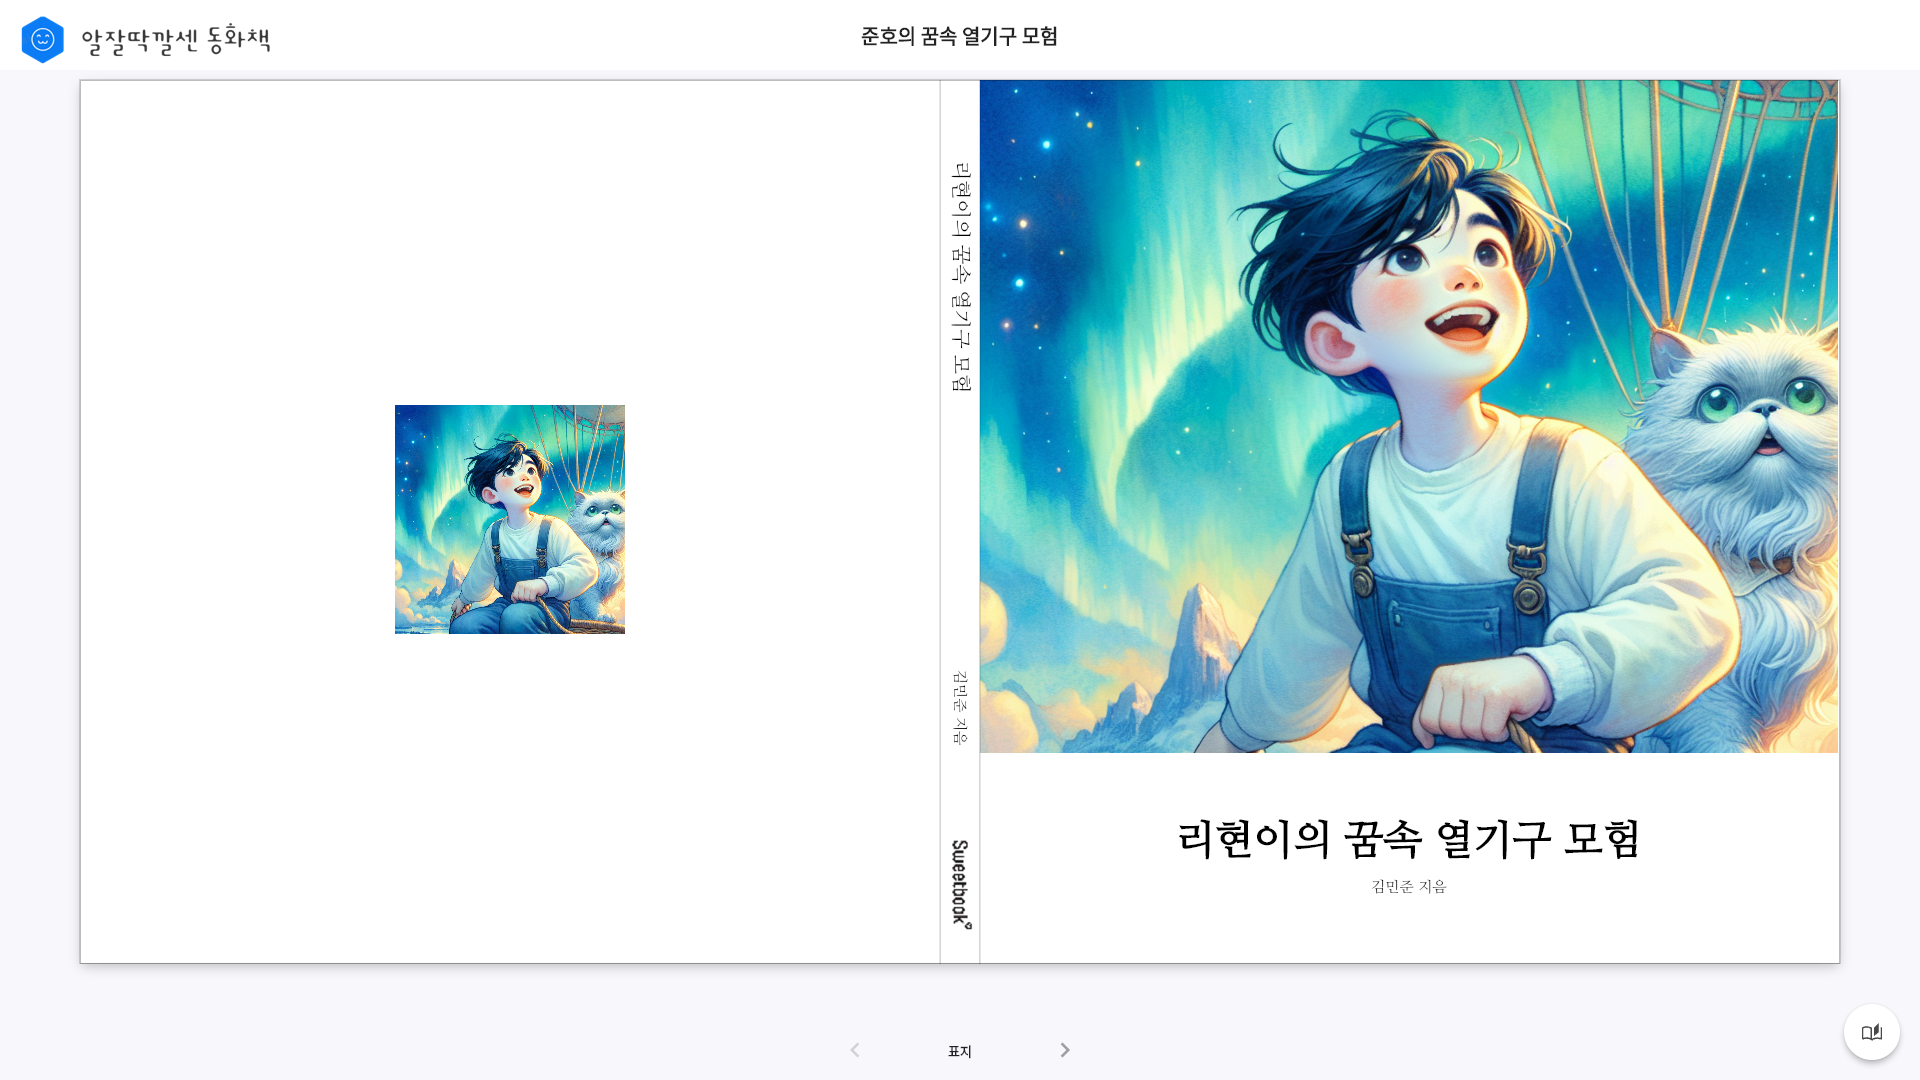 알잘딱깔센 동화책
준호의 꿈속 열기구 모험
리현이의 꿈속 열기구 모험
김민준 지음
Sweetbook
리현이의 꿈속 열기구 모험
김민준 지음
표지